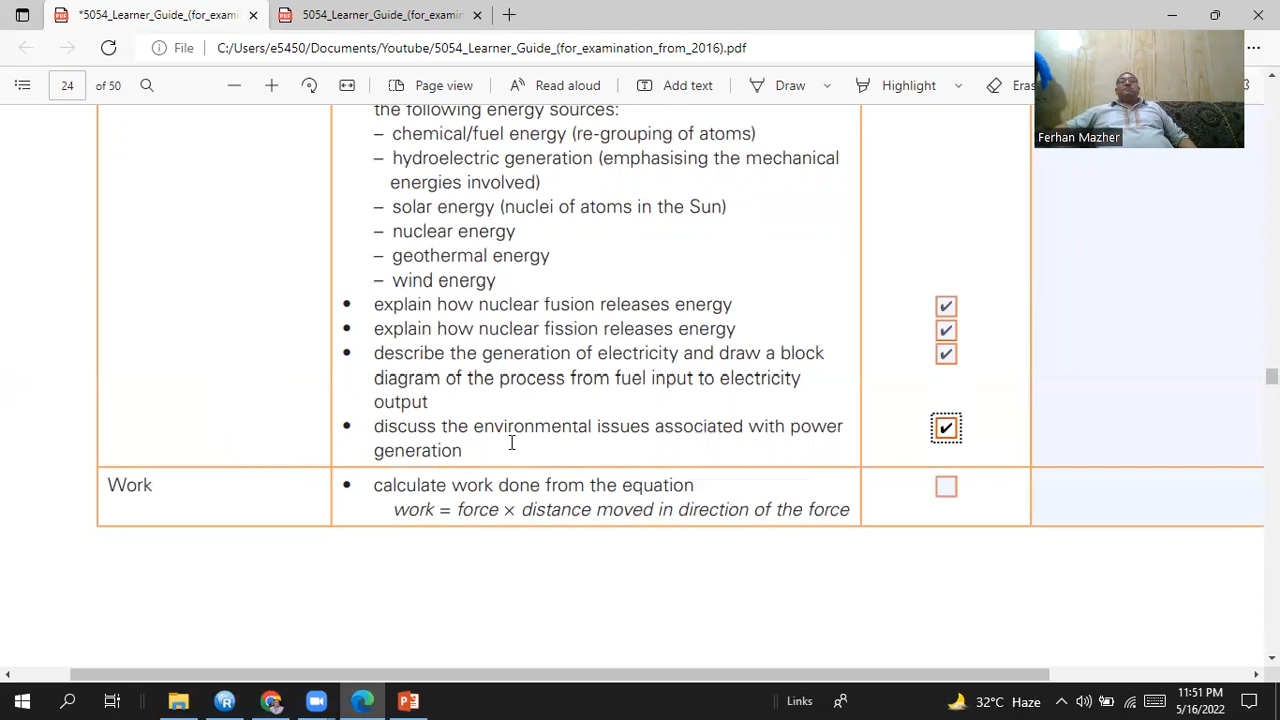 *5054_Learner_Guide_(for_examin
5054_Learner_Guide_(for_examin
File
C:/Users/e5450/Documents/Youtube/5054_Learner_Guide_(for_examination_from_2016).pdf
24
of 50
Page view
Read aloud
Add text
Draw
Highlight
Eras
3
Ferhan Mazher
the following energy sources:
– chemical/fuel energy (re-grouping of atoms)
– hydroelectric generation (emphasising the mechanical
energies involved)
– solar energy (nuclei of atoms in the Sun)
– nuclear energy
– geothermal energy
– wind energy
• explain how nuclear fusion releases energy
• explain how nuclear fission releases energy
• describe the generation of electricity and draw a block
diagram of the process from fuel input to electricity
output
• discuss the environmental issues associated with power
generation
Work
• calculate work done from the equation
work = force × distance moved in direction of the force
Links
32°C Haze
11:51 PM
5/16/2022